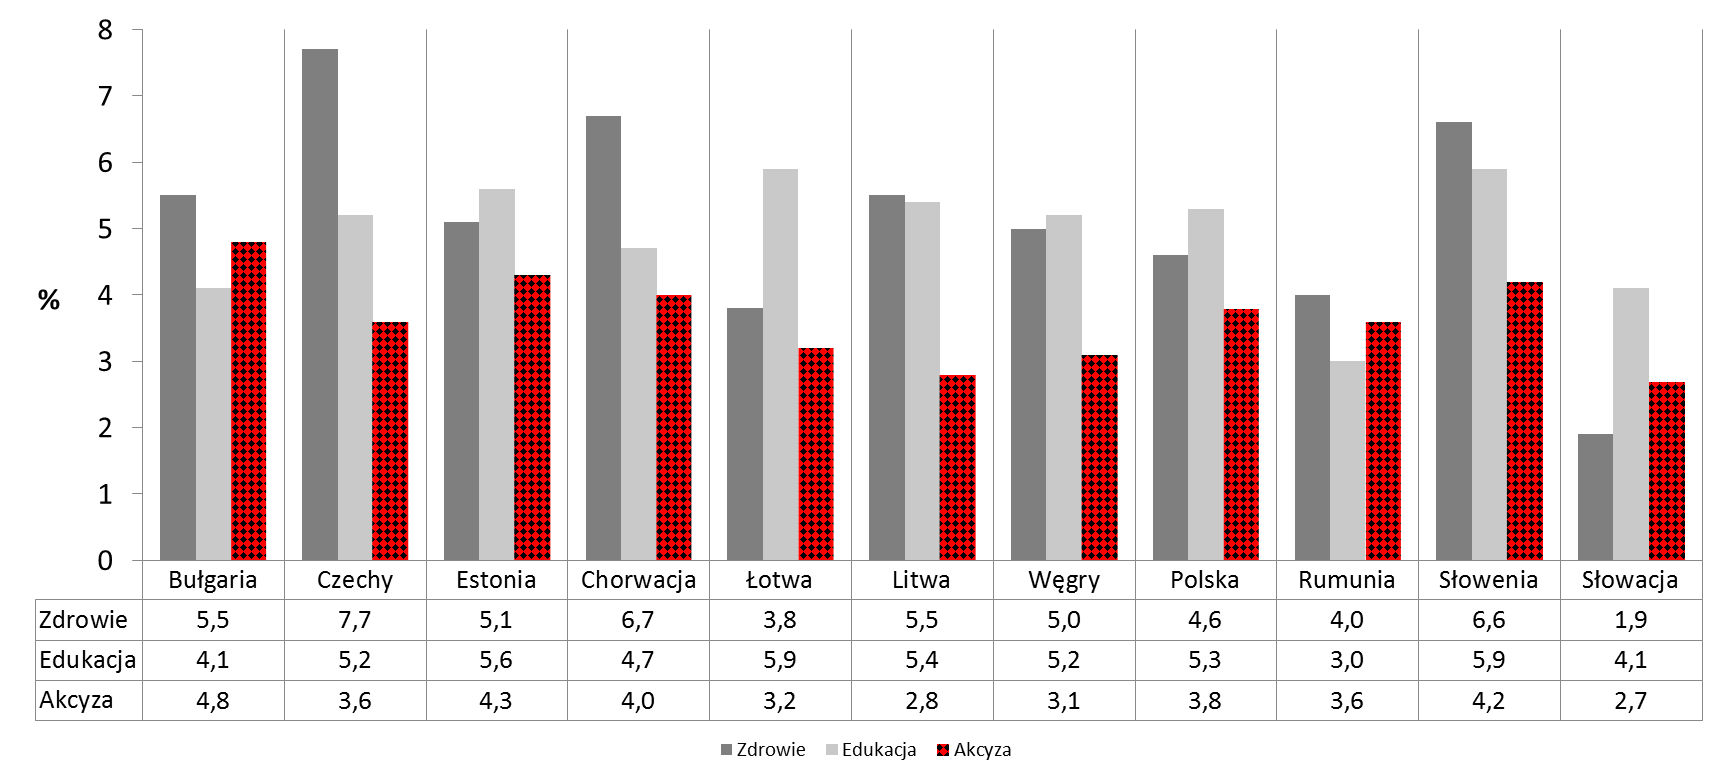 8
7
6
5
4
3
2
1
0
%
Bułgaria Czechy Estonia Chorwacja Łotwa Litwa Węgry Polska Rumunia Słowenia Słowacja
Zdrowie 5,5 7,7 5,1 6,7 3,8 5,5 5,0 4,6 4,0 6,6 1,9
Edukacja 4,1 5,2 5,6 4,7 5,9 5,4 5,2 5,3 3,0 5,9 4,1
Akcyza 4,8 3,6 4,3 4,0 3,2 2,8 3,1 3,8 3,6 4,2 2,7
Zdrowie Edukacja Akcyza